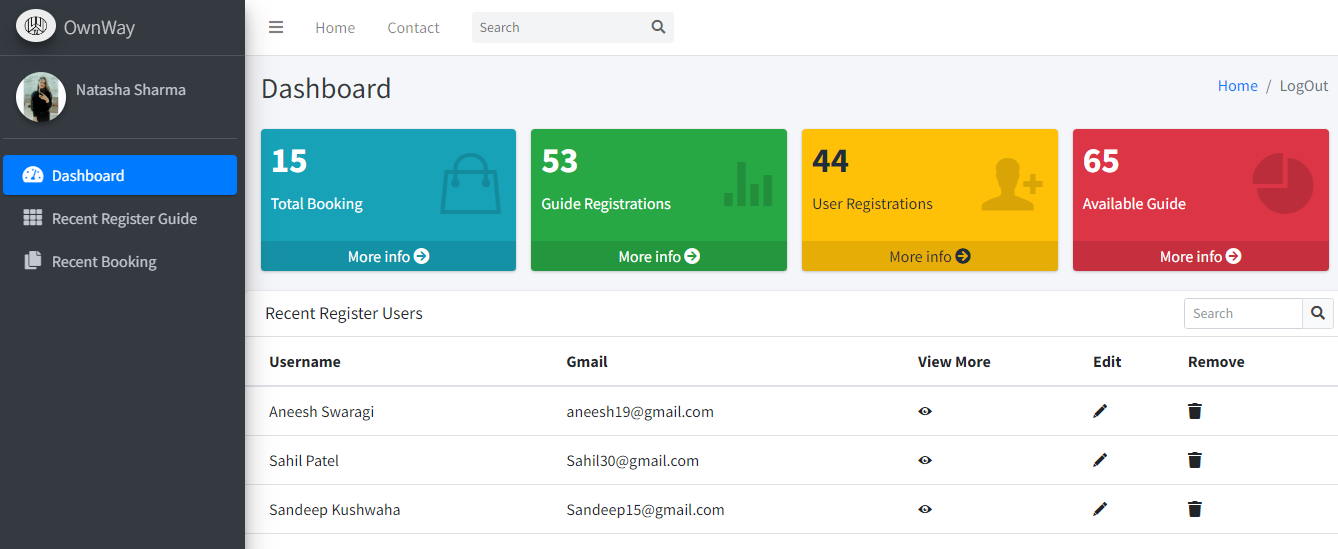 OwnWay
Natasha Sharma
Dashboard
Recent Register Guide
Recent Booking
Home Contact Search
Dashboard
Home / LogOut
15
Total Booking
More info
53
Guide Registrations
More info
44
User Registrations
More info
65
Available Guide
More info
Recent Register Users Search
Username Gmail View More Edit Remove
Aneesh Swaragi aneesh19@gmail.com
Sahil Patel Sahil30@gmail.com
Sandeep Kushwaha Sandeep15@gmail.com